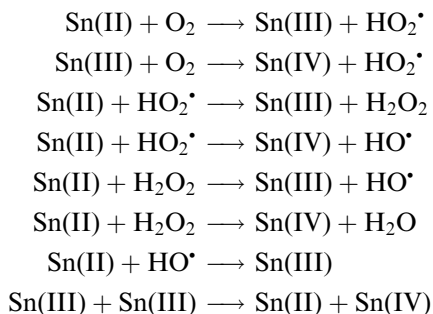 Sn(II) + O₂ ⟶ Sn(III) + HO₂•
Sn(III) + O₂ ⟶ Sn(IV) + HO₂•
Sn(II) + HO₂• ⟶ Sn(III) + H₂O₂
Sn(II) + HO₂• ⟶ Sn(IV) + HO•
Sn(II) + H₂O₂ ⟶ Sn(III) + HO•
Sn(II) + H₂O₂ ⟶ Sn(IV) + H₂O
Sn(II) + HO• ⟶ Sn(III)
Sn(III) + Sn(III) ⟶ Sn(II) + Sn(IV)